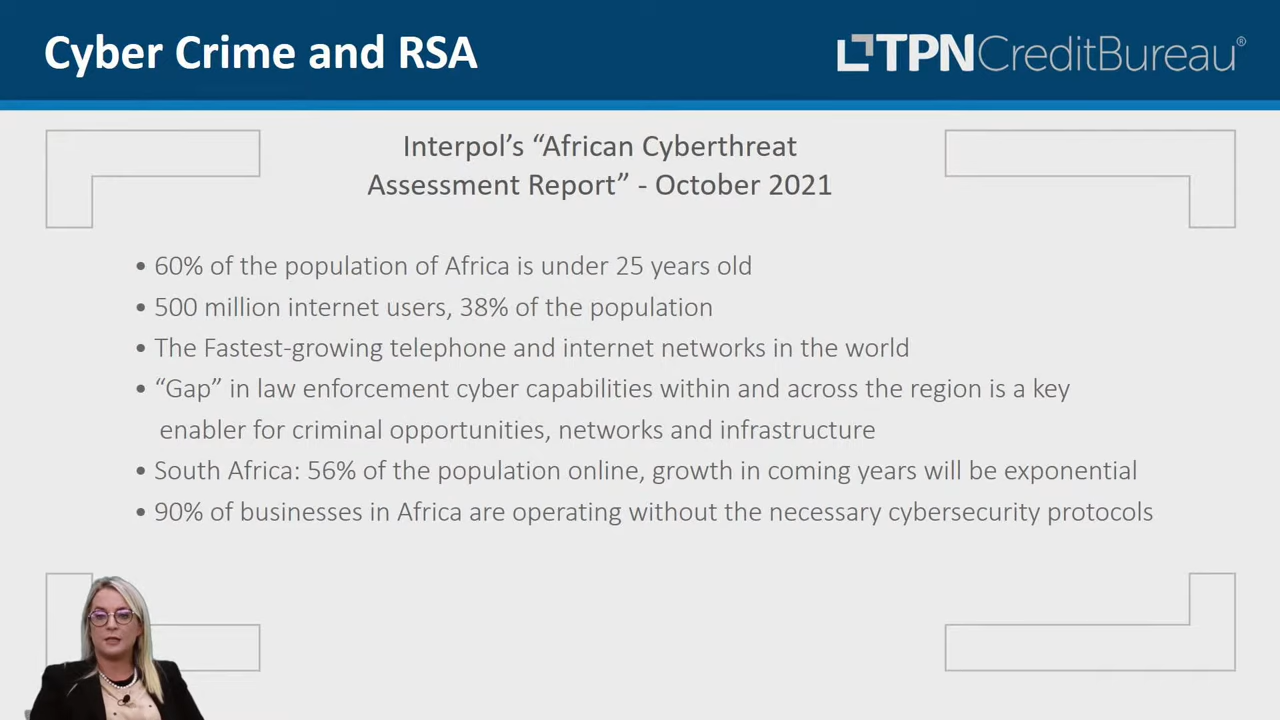 Cyber Crime and RSA
TPNCreditBureau®
Interpol’s “African Cyberthreat
Assessment Report” - October 2021
• 60% of the population of Africa is under 25 years old
• 500 million internet users, 38% of the population
• The Fastest-growing telephone and internet networks in the world
• “Gap” in law enforcement cyber capabilities within and across the region is a key
enabler for criminal opportunities, networks and infrastructure
• South Africa: 56% of the population online, growth in coming years will be exponential
• 90% of businesses in Africa are operating without the necessary cybersecurity protocols